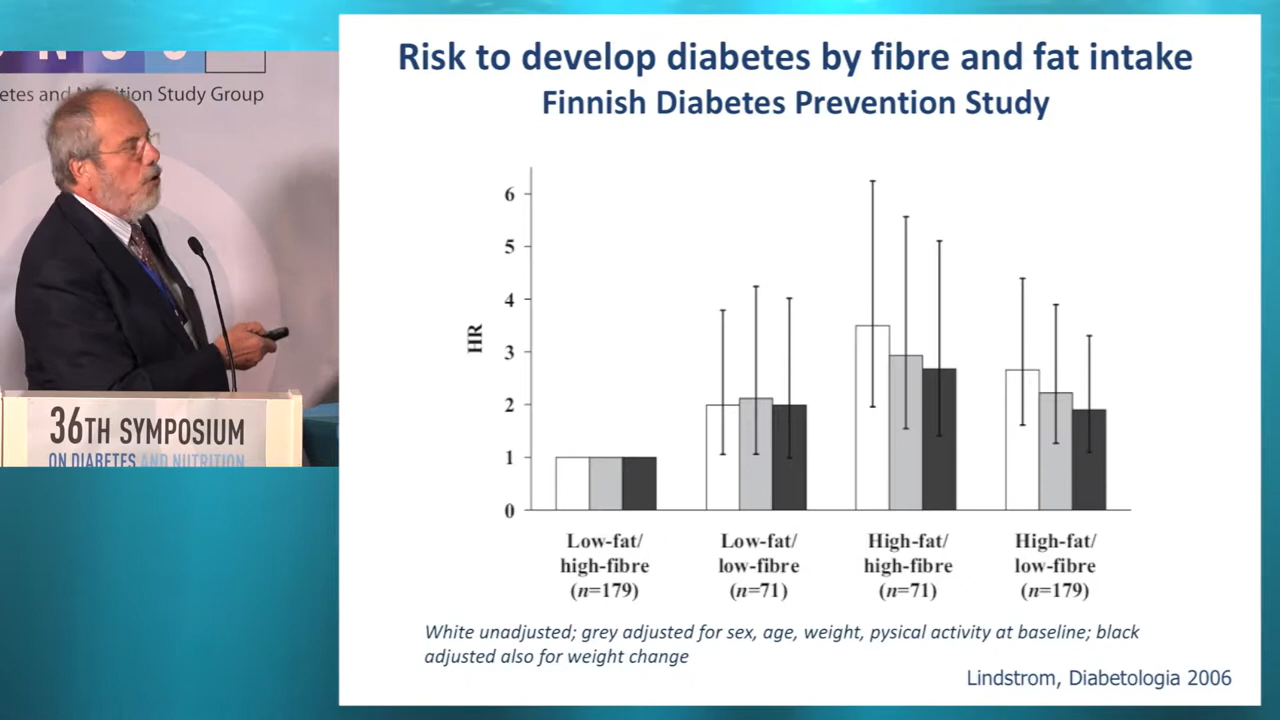 Risk to develop diabetes by fibre and fat intake
Finnish Diabetes Prevention Study
etes and Nutrition Study Group
36TH SYMPOSIUM
ON DIABETES AND NUTRITION
HR
6
5
4
3
2
1
0
Low-fat/
high-fibre
(n=179)
Low-fat/
low-fibre
(n=71)
High-fat/
high-fibre
(n=71)
High-fat/
low-fibre
(n=179)
White unadjusted; grey adjusted for sex, age, weight, pysical activity at baseline; black
adjusted also for weight change
Lindstrom, Diabetologia 2006